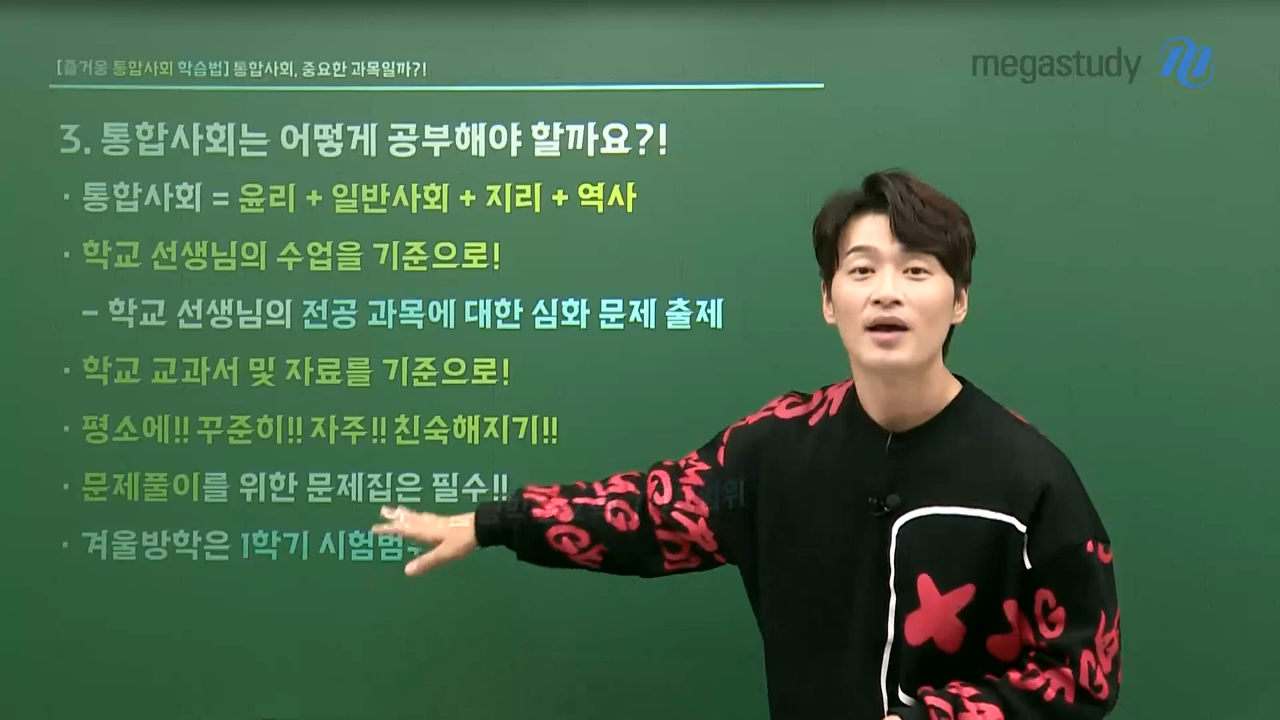 [즐거웅 통합사회 학습법] 통합사회, 중요한 과목일까?!
megastudy
3. 통합사회는 어떻게 공부해야 할까요?!
· 통합사회 = 윤리 + 일반사회 + 지리 + 역사
· 학교 선생님의 수업을 기준으로!
- 학교 선생님의 전공 과목에 대한 심화 문제 출제
· 학교 교과서 및 자료를 기준으로!
· 평소에!! 꾸준히!! 자주!! 친숙해지기!!
· 문제풀이를 위한 문제집은 필수!!
· 겨울방학은 1학기 시험범위